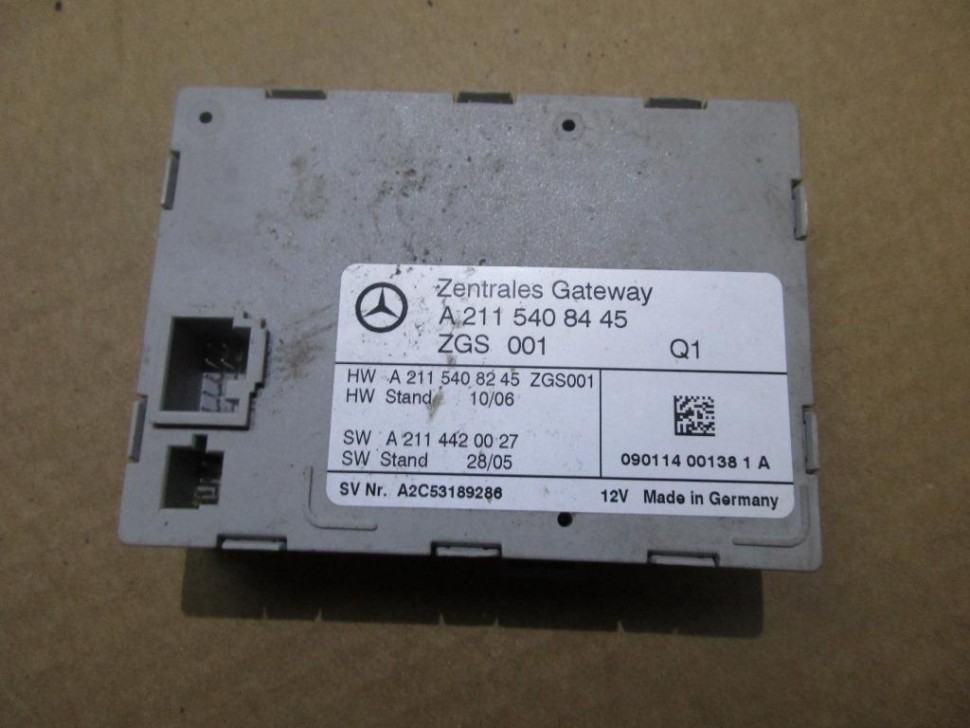 Zentrales Gateway
A 211 540 84 45
ZGS 001 Q1
HW A 211 540 82 45 ZGS001
HW Stand 10/06
SW A 211 442 00 27
SW Stand 28/05
090114 00138 1 A
SV Nr. A2C53189286 12V Made in Germany